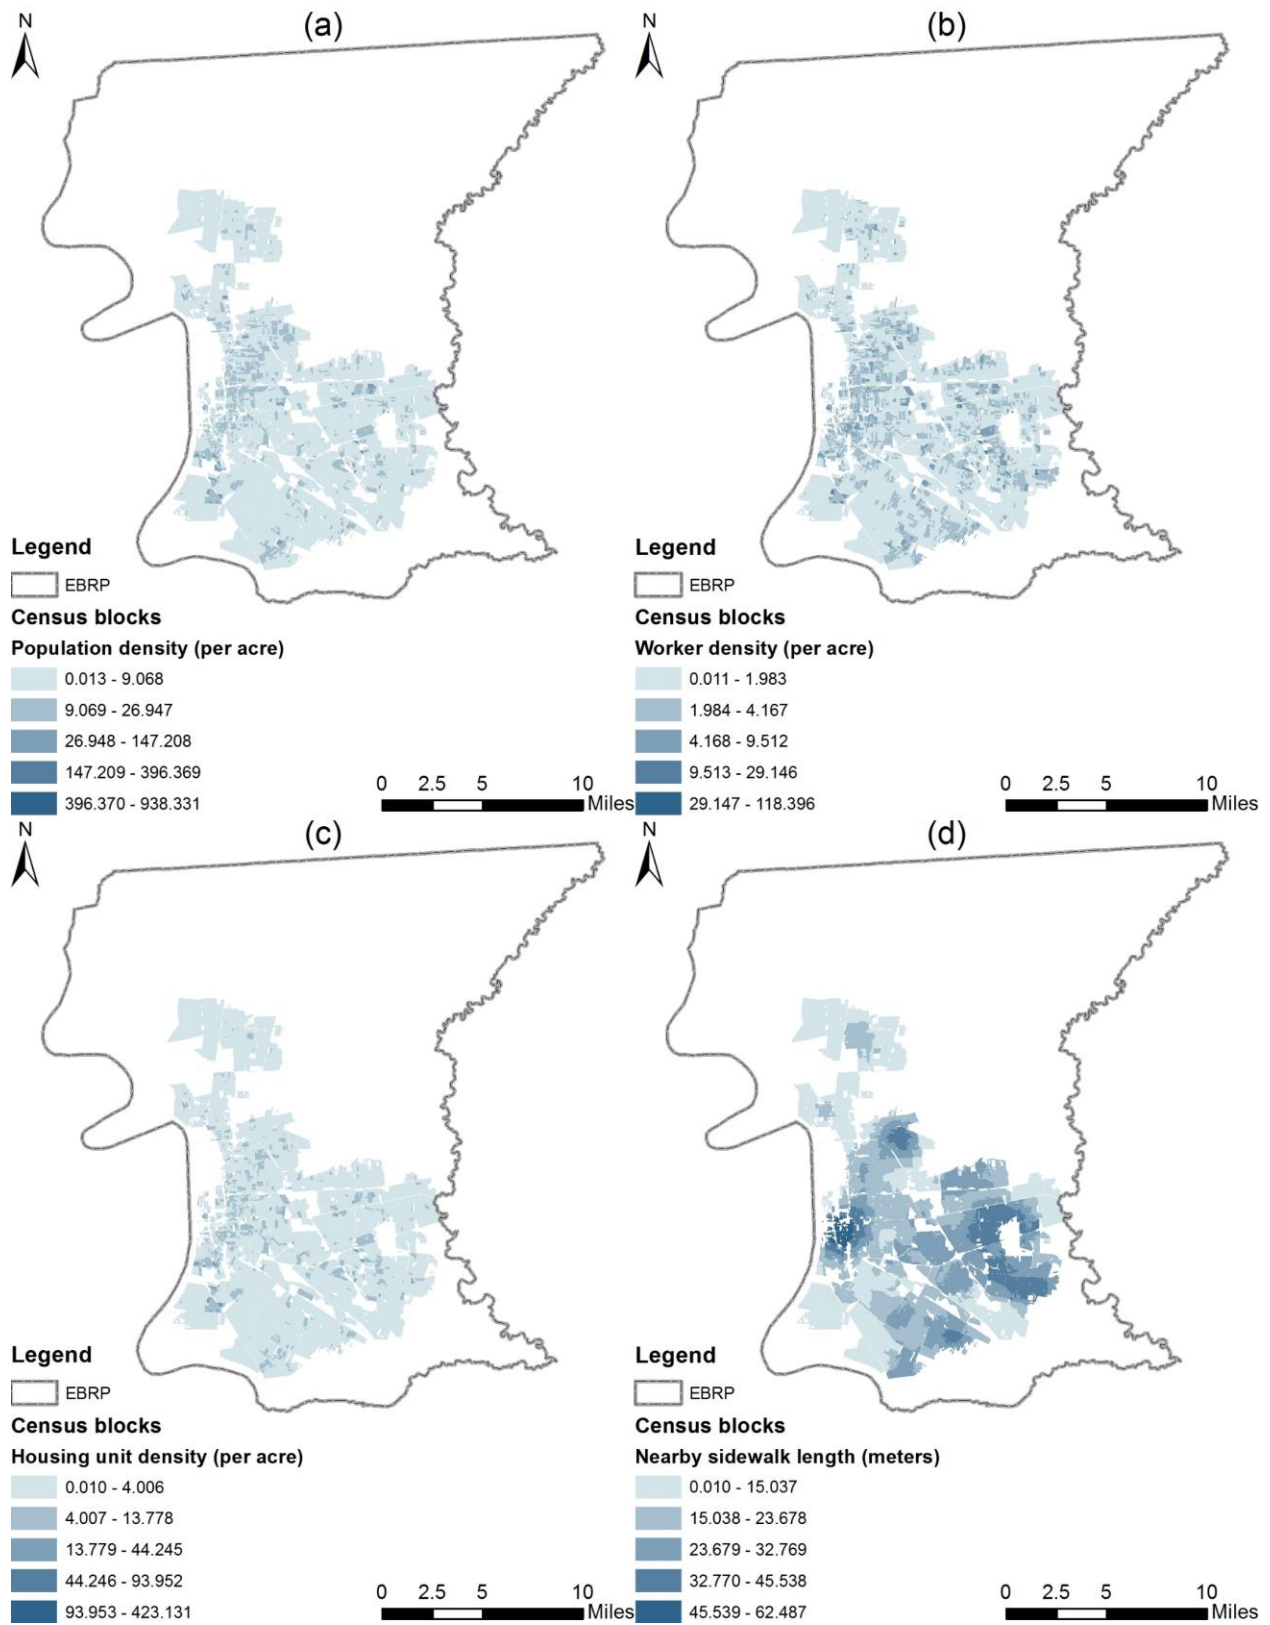 N
(a)
Legend
EBRP
Census blocks
Population density (per acre)
0.013 - 9.068
9.069 - 26.947
26.948 - 147.208
147.209 - 396.369
396.370 - 938.331
0 2.5 5 10
Miles
N
(b)
Legend
EBRP
Census blocks
Worker density (per acre)
0.011 - 1.983
1.984 - 4.167
4.168 - 9.512
9.513 - 29.146
29.147 - 118.396
0 2.5 5 10
Miles
N
(c)
Legend
EBRP
Census blocks
Housing unit density (per acre)
0.010 - 4.006
4.007 - 13.778
13.779 - 44.245
44.246 - 93.952
93.953 - 423.131
0 2.5 5 10
Miles
N
(d)
Legend
EBRP
Census blocks
Nearby sidewalk length (meters)
0.010 - 15.037
15.038 - 23.678
23.679 - 32.769
32.770 - 45.538
45.539 - 62.487
0 2.5 5 10
Miles